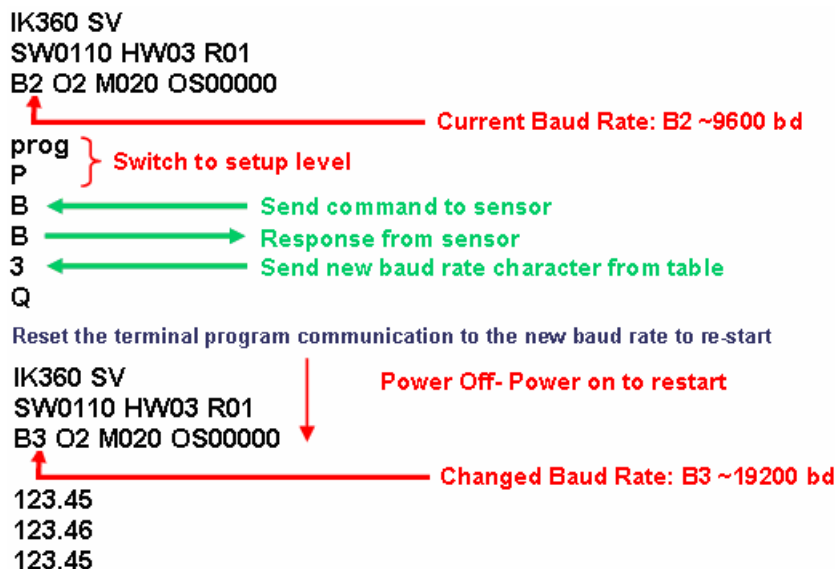 IK360 SV
SW0110 HW03 R01
B2 O2 M020 OS00000
Current Baud Rate: B2 ~9600 bd
prog
P
Switch to setup level
B
Send command to sensor
B
Response from sensor
3
Send new baud rate character from table
Q
Reset the terminal program communication to the new baud rate to re-start
IK360 SV
Power Off- Power on to restart
SW0110 HW03 R01
B3 O2 M020 OS00000
Changed Baud Rate: B3 ~19200 bd
123.45
123.46
123.45